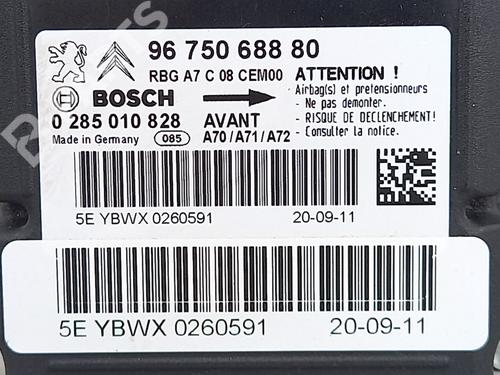 96 750 688 80
RBG A7 C 08 CEM00
ATTENTION !
Airbag(s) et pretensionneurs
- Ne pas demonter.
- RISQUE DE DECLENCHEMENT!
- Consulter la notice.
BOSCH
0 285 010 828
AVANT
Made in Germany
085
A70/A71/A72
5E YBWX 0260591
20-09-11
5E YBWX 0260591
20-09-11